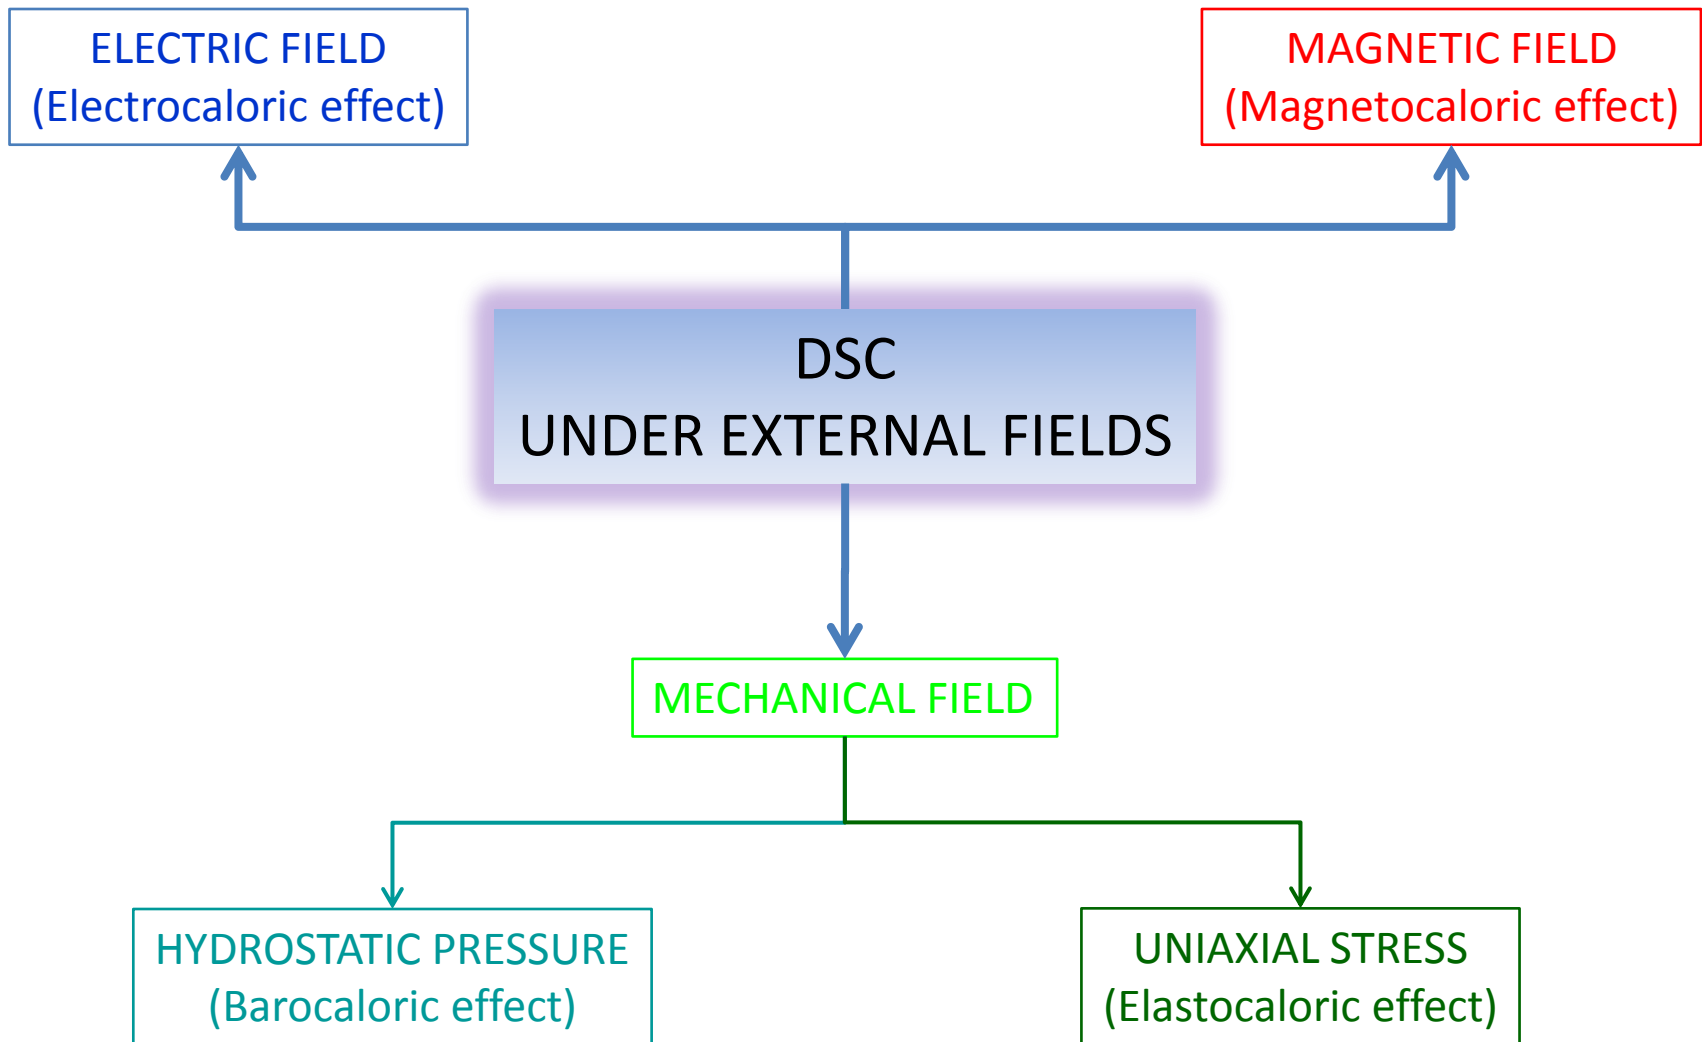 ELECTRIC FIELD
(Electrocaloric effect)
MAGNETIC FIELD
(Magnetocaloric effect)
DSC
UNDER EXTERNAL FIELDS
MECHANICAL FIELD
HYDROSTATIC PRESSURE
(Barocaloric effect)
UNIAXIAL STRESS
(Elastocaloric effect)